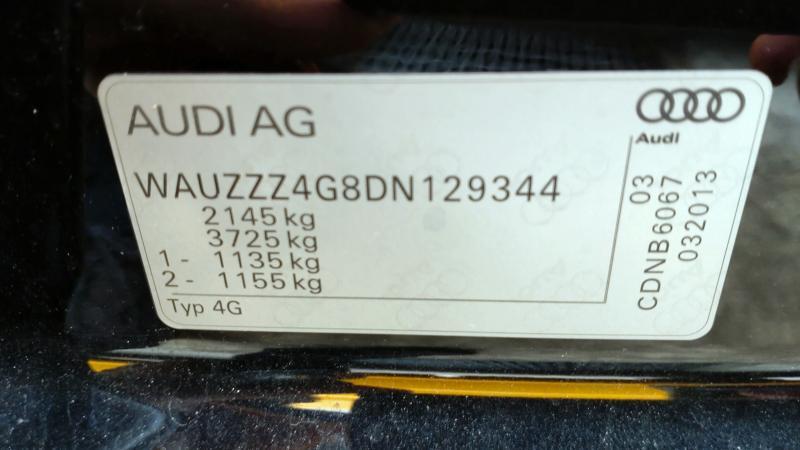 AUDI AG
Audi
WAUZZZ4G8DN129344
2145 kg
3725 kg
1 - 1135 kg
2 - 1155 kg
Typ 4G
03
CDNB6067
032013